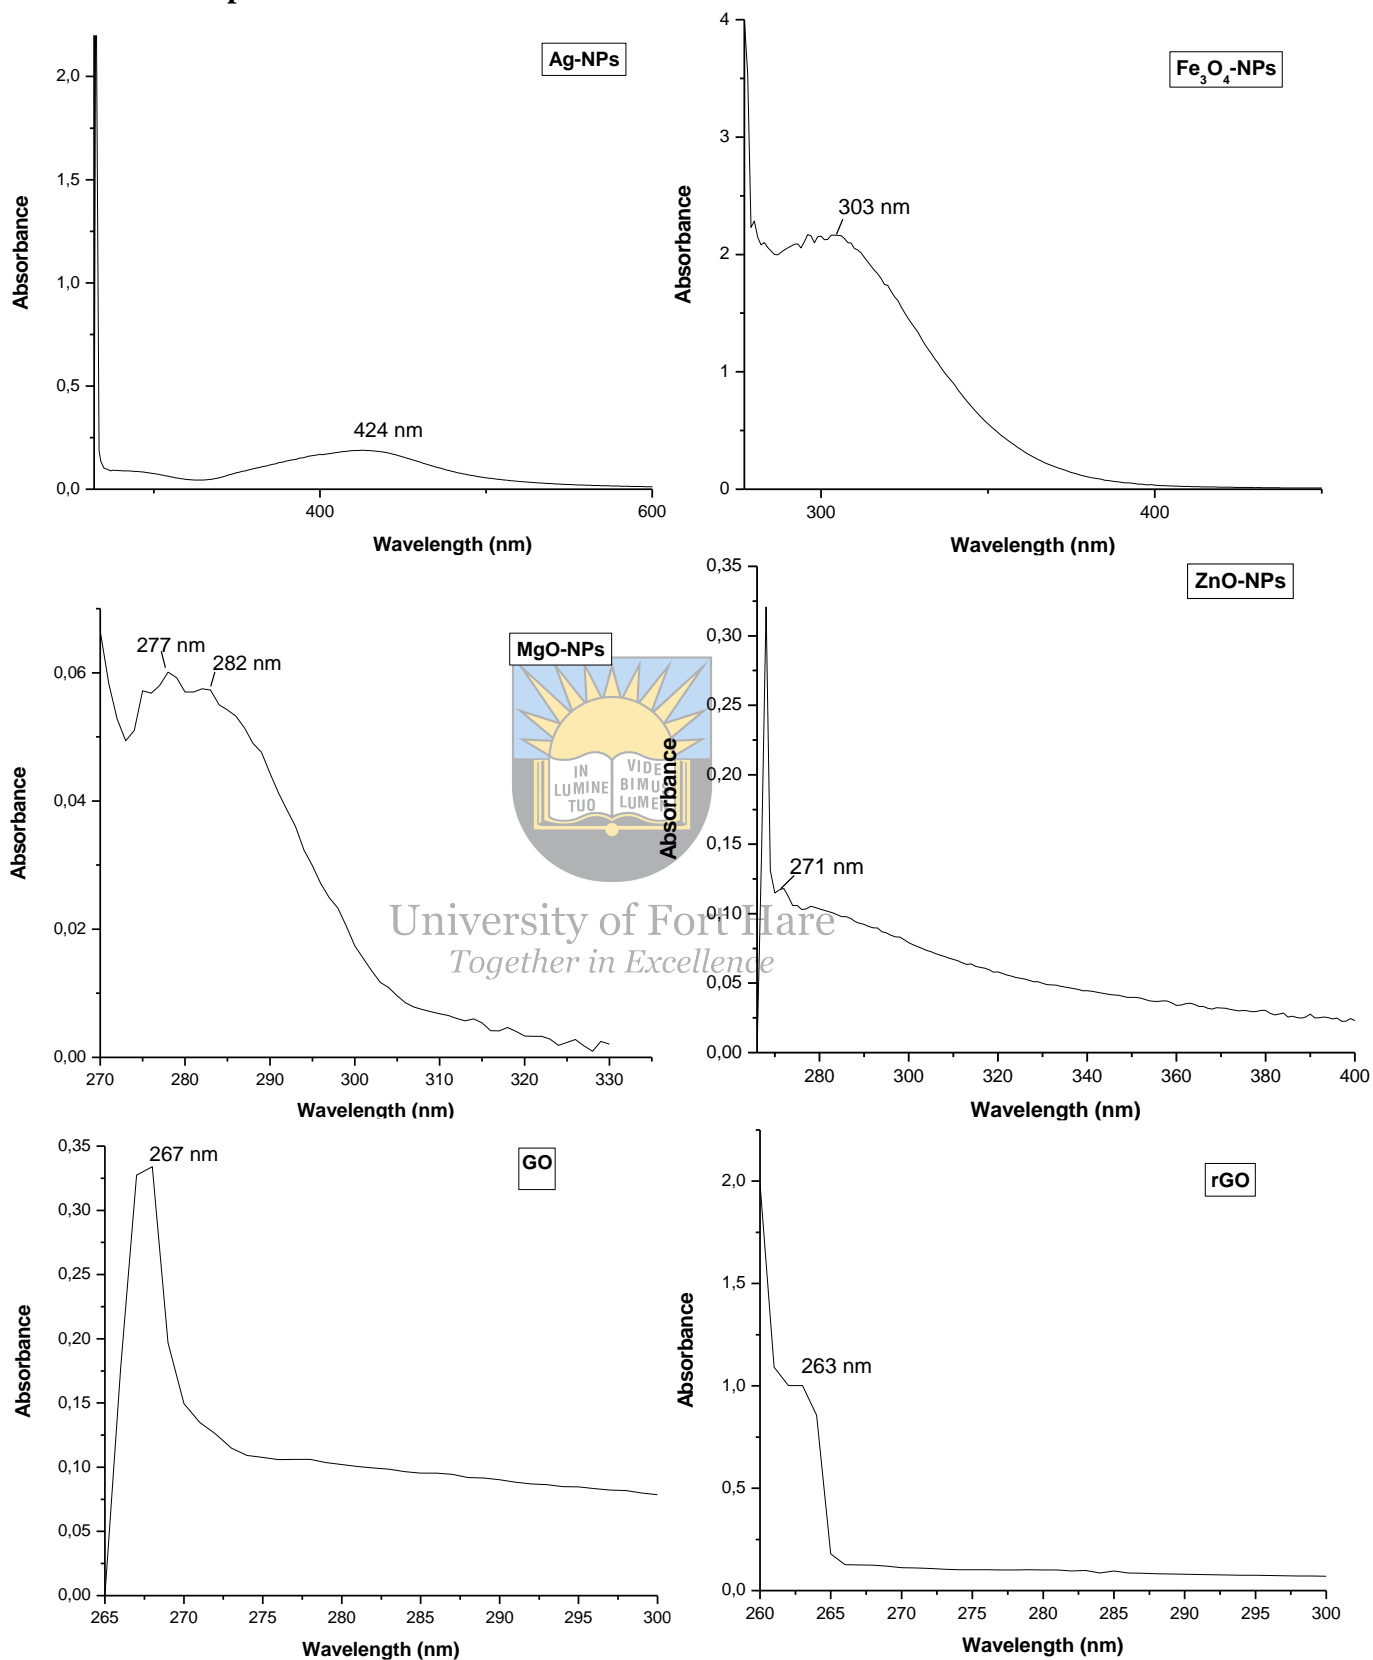 Ag-NPs
2,0
1,5
1,0
0,5
0,0
424 nm
400
600
Absorbance
Wavelength (nm)
Fe3O4-NPs
4
3
2
1
0
303 nm
300
400
Absorbance
Wavelength (nm)
MgO-NPs
277 nm
282 nm
0,06
0,04
0,02
0,00
270
280
290
300
310
320
330
Absorbance
Wavelength (nm)
ZnO-NPs
0,35
0,30
0,25
0,20
0,15
0,10
0,05
0,00
271 nm
280
300
320
340
360
380
400
Absorbance
Wavelength (nm)
IN
LUMINE
TUO
VIDE
BIMUS
LUMEN
University of Fort Hare
Together in Excellence
GO
267 nm
0,35
0,30
0,25
0,20
0,15
0,10
0,05
0,00
265
270
275
280
285
290
295
300
Absorbance
Wavelength (nm)
rGO
263 nm
2,0
1,5
1,0
0,5
0,0
260
265
270
275
280
285
290
295
300
Absorbance
Wavelength (nm)